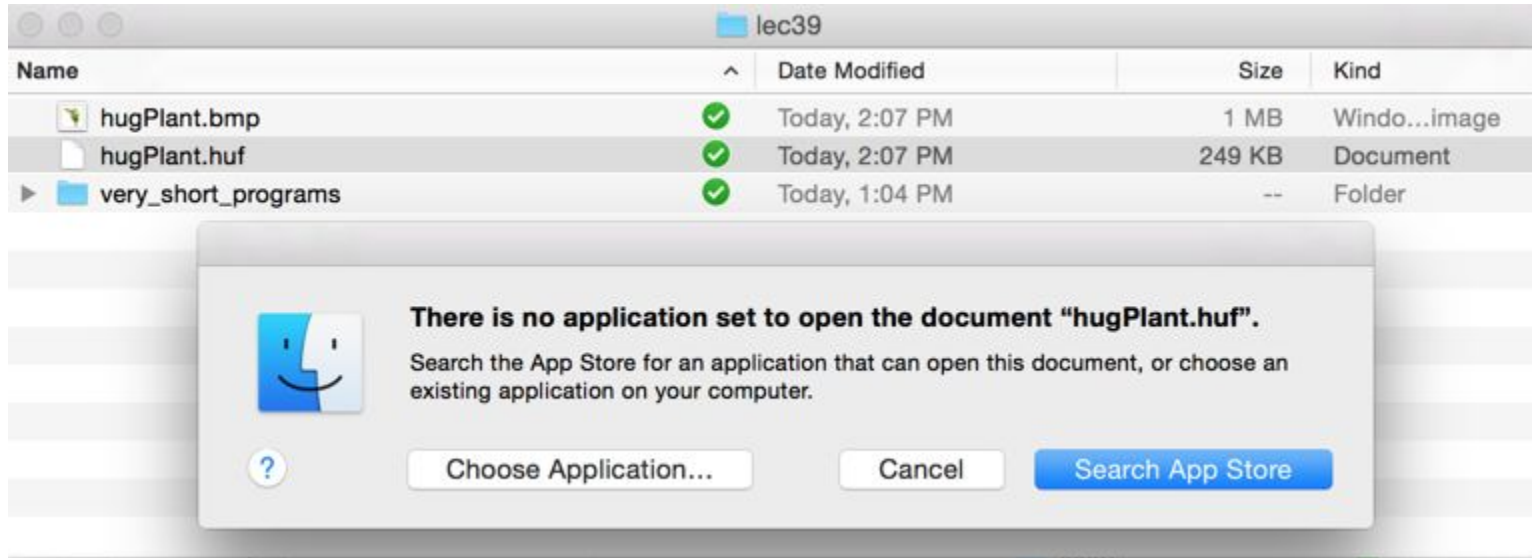 lec39
Name Date Modified Size Kind
hugPlant.bmp Today, 2:07 PM 1 MB Windo...image
hugPlant.huf Today, 2:07 PM 249 KB Document
very_short_programs Today, 1:04 PM -- Folder
There is no application set to open the document “hugPlant.huf”.
Search the App Store for an application that can open this document, or choose an
existing application on your computer.
? Choose Application... Cancel Search App Store